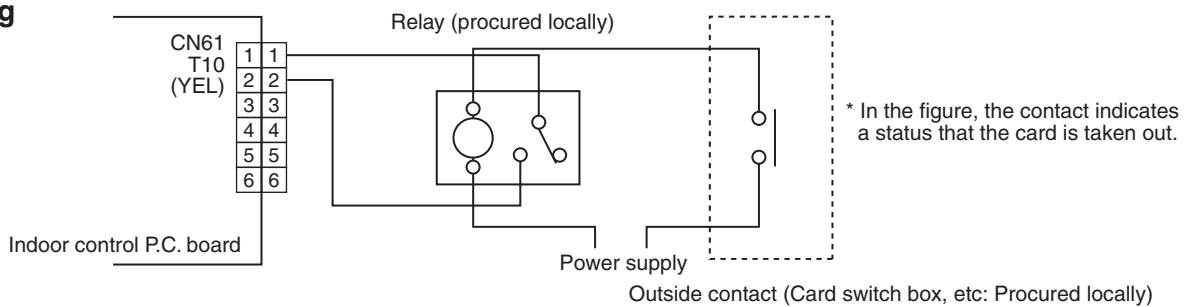 g
Relay (procured locally)
CN61
T10
(YEL)
1 1
2 2
3 3
4 4
5 5
6 6
* In the figure, the contact indicates
a status that the card is taken out.
Indoor control P.C. board
Power supply
Outside contact (Card switch box, etc: Procured locally)